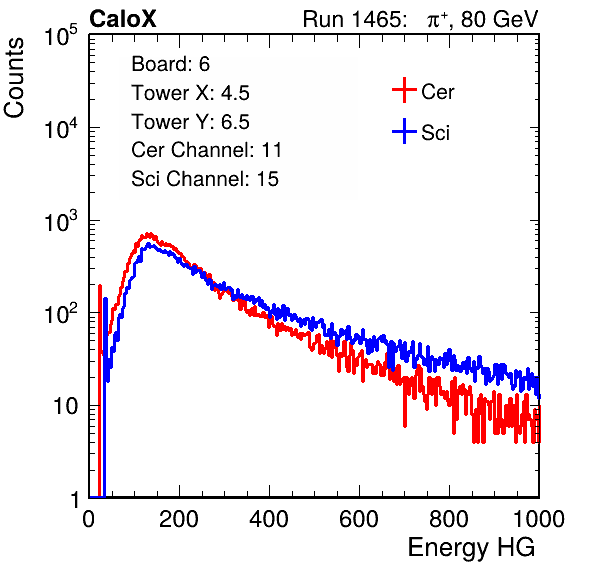 CaloX Run 1465: π⁺, 80 GeV
Counts
10⁵
10⁴
10³
10²
10
1
Board: 6
Tower X: 4.5
Tower Y: 6.5
Cer Channel: 11
Sci Channel: 15
Cer
Sci
0 200 400 600 800 1000
Energy HG